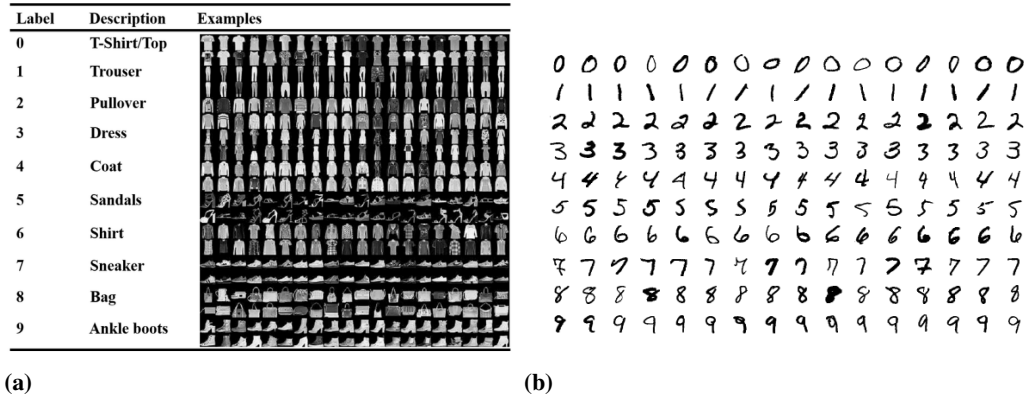 Label Description Examples
0 T-Shirt/Top
1 Trouser
2 Pullover
3 Dress
4 Coat
5 Sandals
6 Shirt
7 Sneaker
8 Bag
9 Ankle boots
(a)
0 0 0 0 0 0 0 0 0 0 0 0 0 0 0 0
1 1 1 1 1 1 1 1 1 1 1 1 1 1 1 1
2 2 2 2 2 2 2 2 2 2 2 2 2 2 2 2
3 3 3 3 3 3 3 3 3 3 3 3 3 3 3 3
4 4 4 4 4 4 4 4 4 4 4 4 4 4 4 4
5 5 5 5 5 5 5 5 5 5 5 5 5 5 5 5
6 6 6 6 6 6 6 6 6 6 6 6 6 6 6 6
7 7 7 7 7 7 7 7 7 7 7 7 7 7 7 7
8 8 8 8 8 8 8 8 8 8 8 8 8 8 8 8
9 9 9 9 9 9 9 9 9 9 9 9 9 9 9 9
(b)